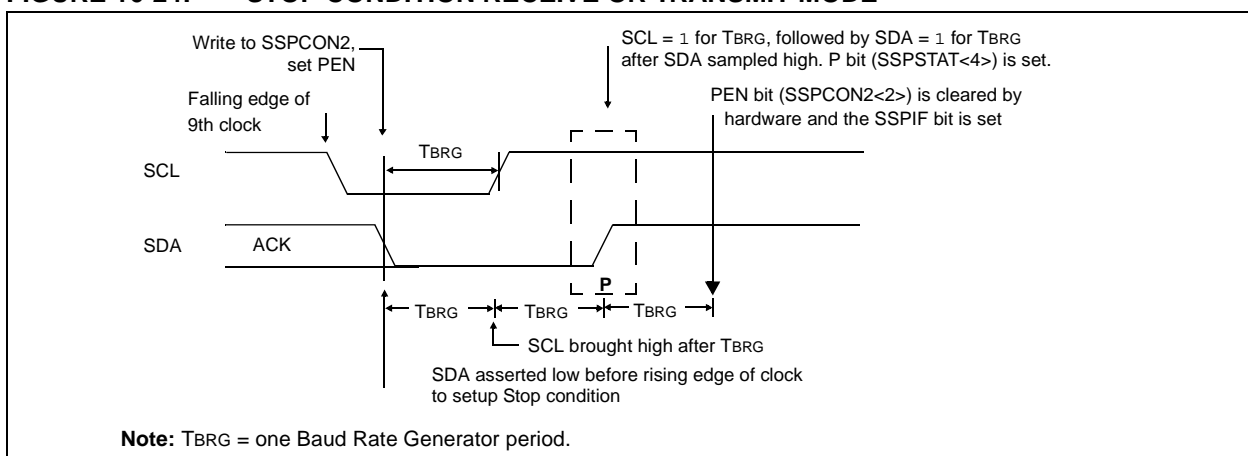 Write to SSPCON2,
set PEN
SCL = 1 for TBRG, followed by SDA = 1 for TBRG
after SDA sampled high. P bit (SSPSTAT<4>) is set.
Falling edge of
9th clock
PEN bit (SSPCON2<2>) is cleared by
hardware and the SSPIF bit is set
TBRG
SCL
SDA
ACK
P
TBRG
TBRG
TBRG
SCL brought high after TBRG
SDA asserted low before rising edge of clock
to setup Stop condition
Note: TBRG = one Baud Rate Generator period.